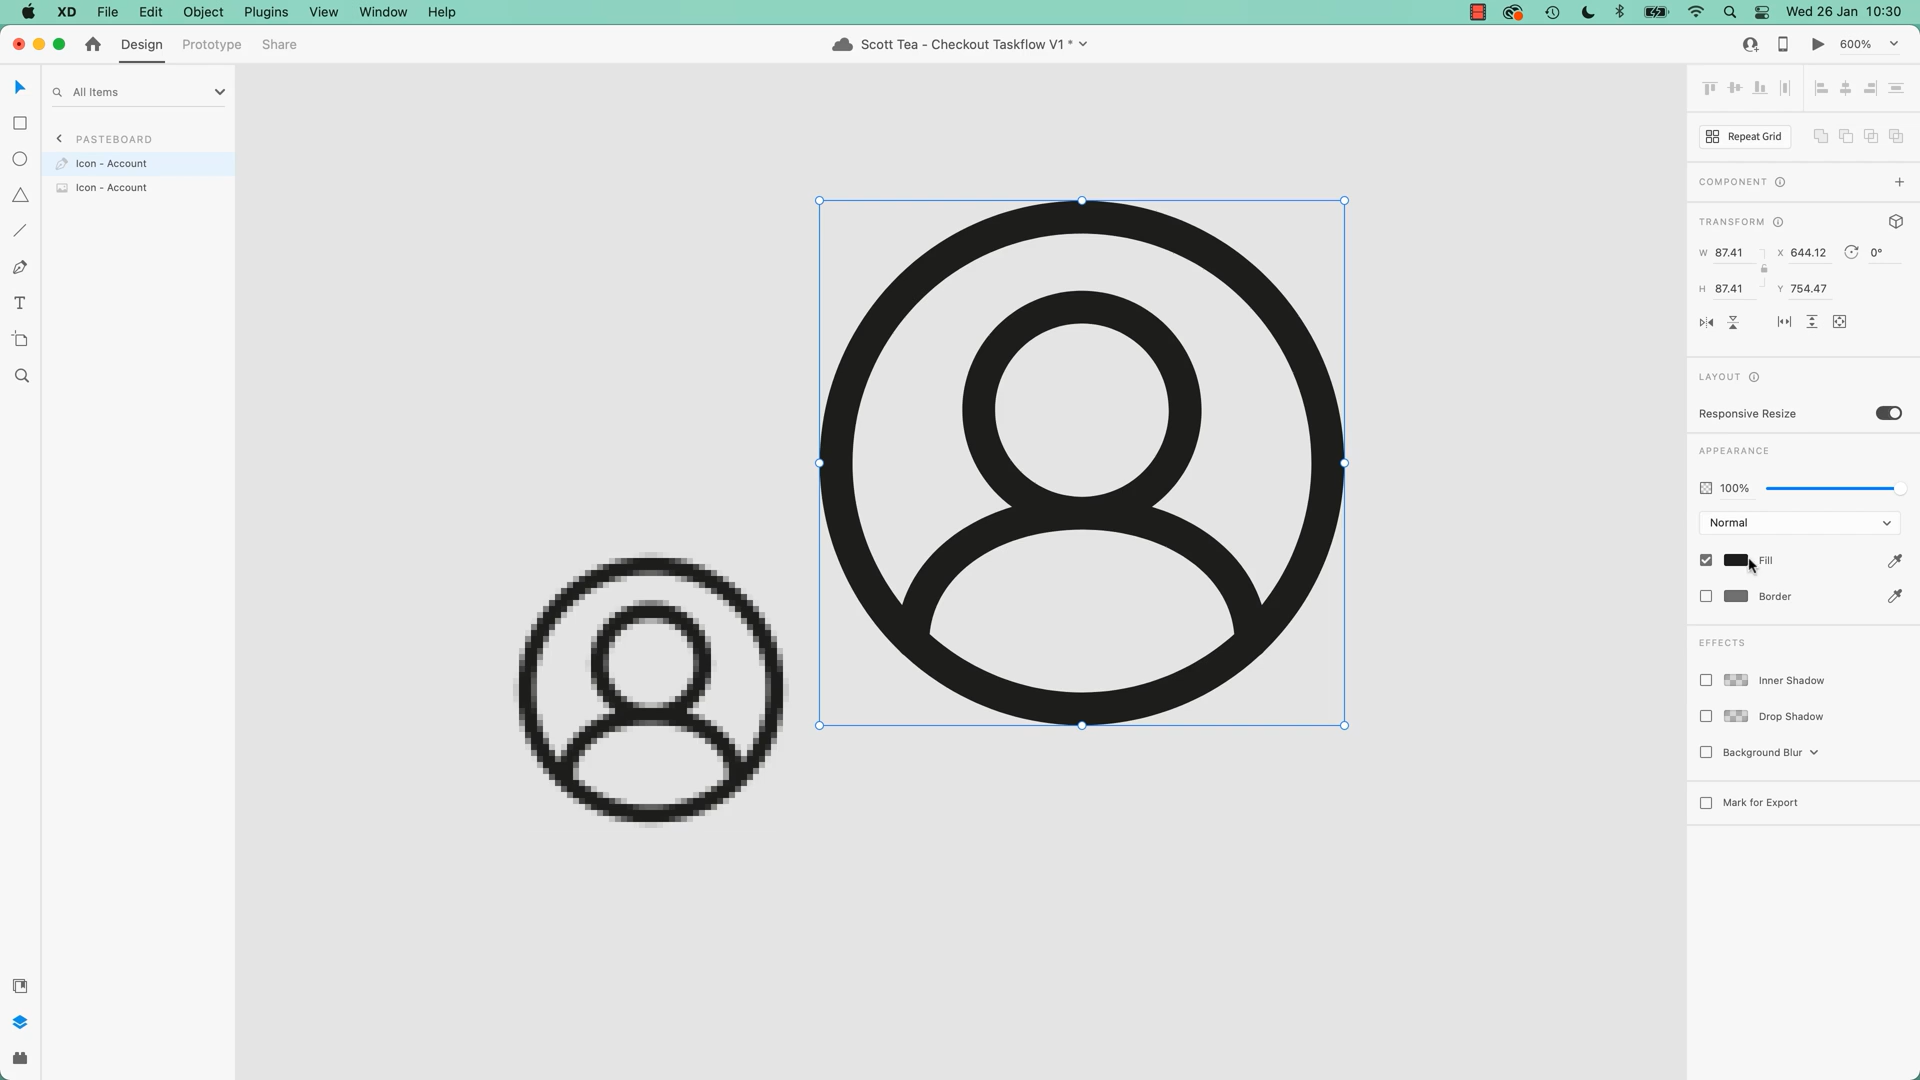 XD File Edit Object Plugins View Window Help Wed 26 Jan 10:30
Design Prototype Share Scott Tea - Checkout Taskflow V1 * 600%
All Items
PASTEBOARD
Icon - Account
Icon - Account
Repeat Grid
COMPONENT
TRANSFORM
W 87.41 X 644.12 0°
H 87.41 Y 754.47
LAYOUT
Responsive Resize
APPEARANCE
100%
Normal
Fill
Border
EFFECTS
Inner Shadow
Drop Shadow
Background Blur
Mark for Export